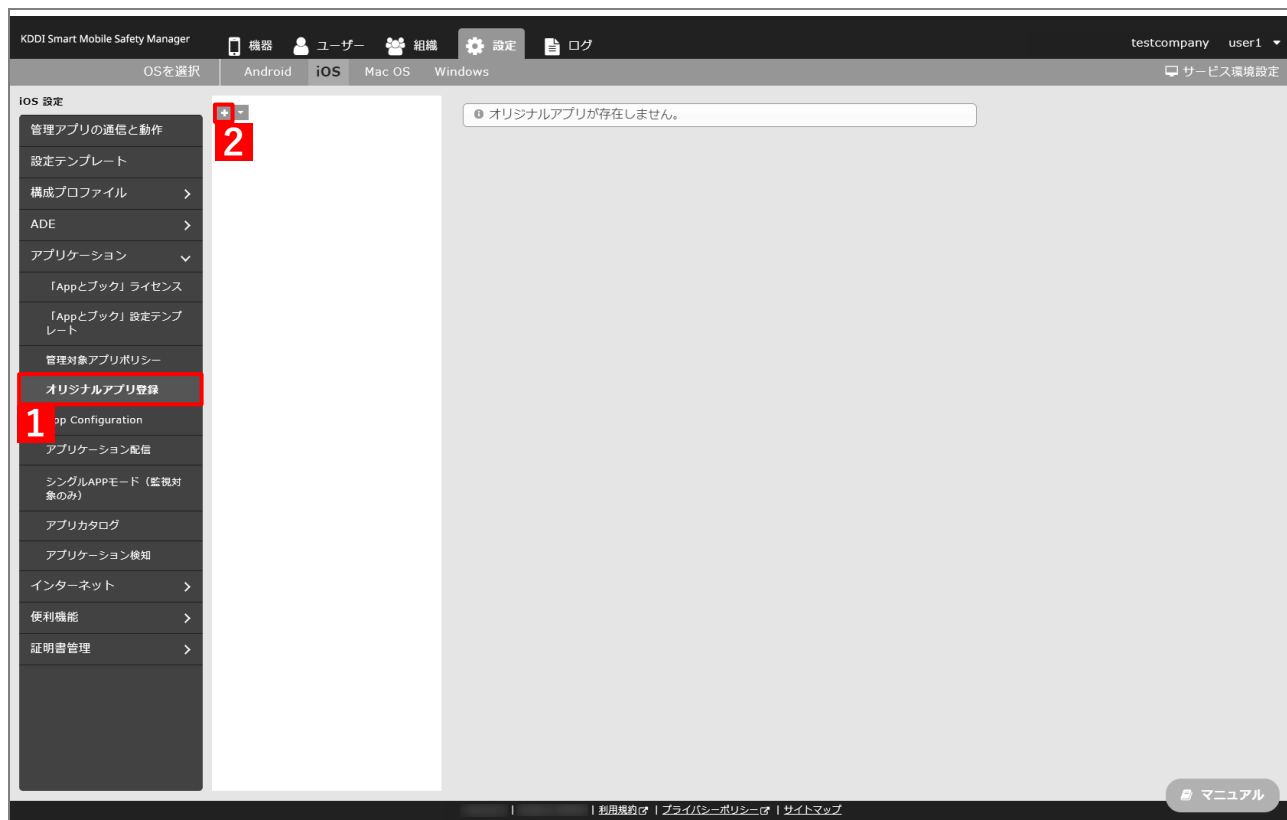 KDDI Smart Mobile Safety Manager
機器
ユーザー
組織
設定
ログ
testcompany user1
OSを選択
Android
iOS
Mac OS
Windows
サービス環境設定
iOS 設定
管理アプリの通信と動作
設定テンプレート
構成プロファイル
ADE
アプリケーション
「Appとブック」ライセンス
「Appとブック」設定テンプ
レート
管理対象アプリポリシー
オリジナルアプリ登録
1
pp Configuration
アプリケーション配信
シングルAPPモード（監視対
象のみ）
アプリカタログ
アプリケーション検知
インターネット
便利機能
証明書管理
2
オリジナルアプリが存在しません。
マニュアル
| | 利用規約 | プライバシーポリシー | サイトマップ